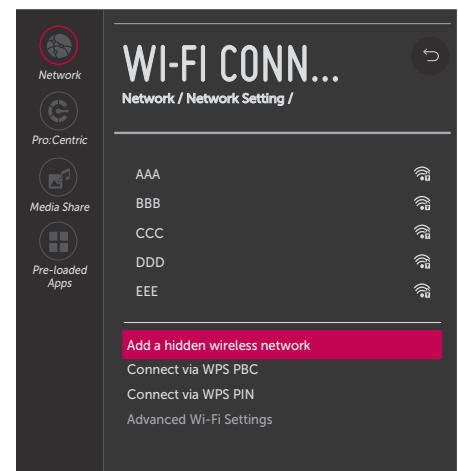 Network
Pro:Centric
Media Share
Pre-loaded
Apps
WI-FI CONN...
Network / Network Setting /
AAA
BBB
CCC
DDD
EEE
Add a hidden wireless network
Connect via WPS PBC
Connect via WPS PIN
Advanced Wi-Fi Settings